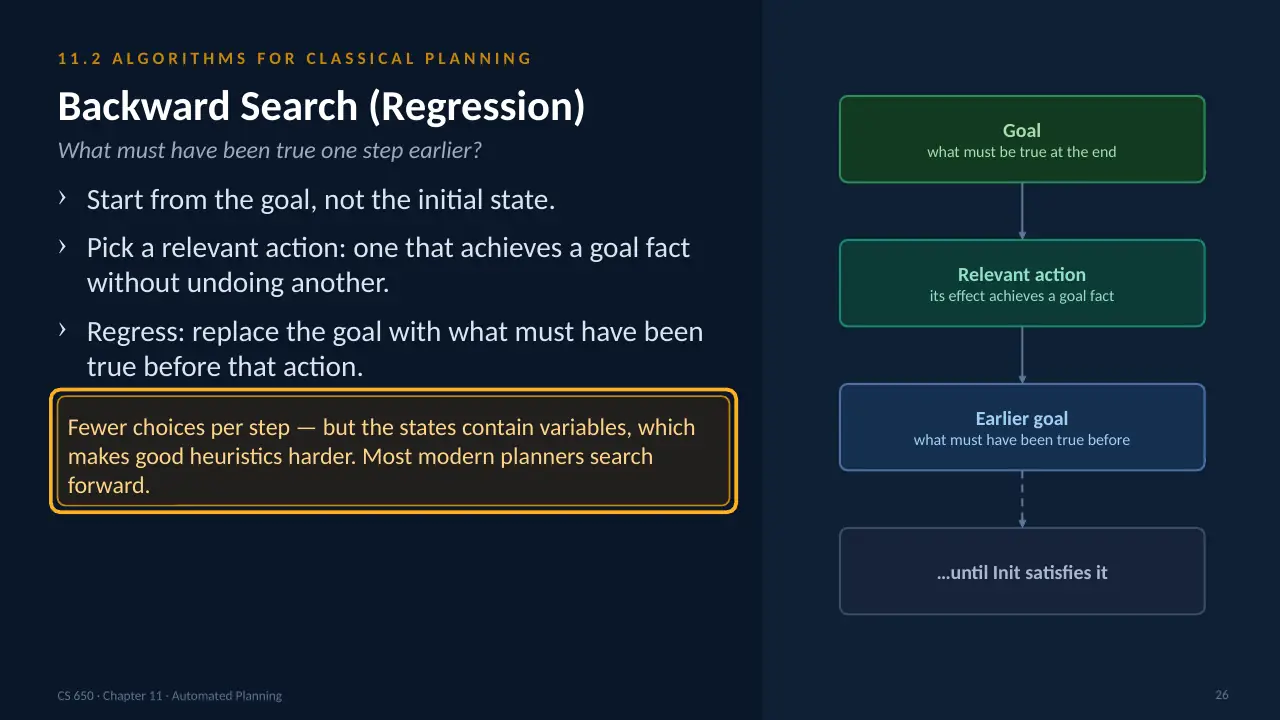 11.2 ALGORITHMS FOR CLASSICAL PLANNING
Backward Search (Regression)
What must have been true one step earlier?
› Start from the goal, not the initial state.
› Pick a relevant action: one that achieves a goal fact
without undoing another.
› Regress: replace the goal with what must have been
true before that action.
Fewer choices per step — but the states contain variables, which
makes good heuristics harder. Most modern planners search
forward.
Goal
what must be true at the end
Relevant action
its effect achieves a goal fact
Earlier goal
what must have been true before
...until Init satisfies it
CS 650 · Chapter 11 · Automated Planning
26